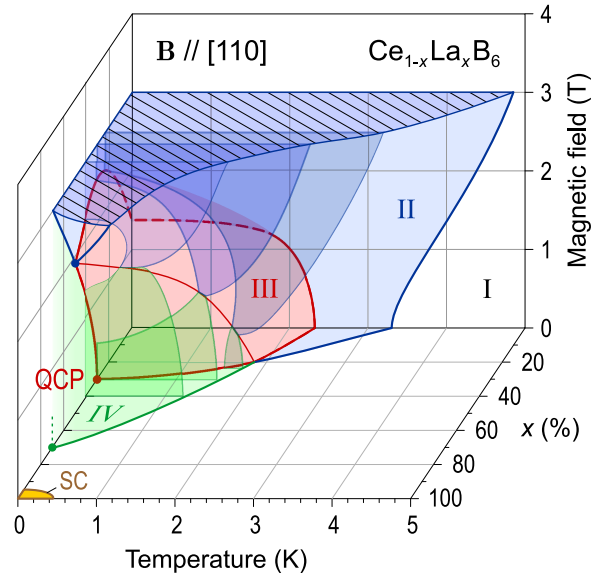 B // [110]
Ce1-xLaxB6
4
3
2
1
0
Magnetic field (T)
II
I
III
QCP
IV
SC
20
40
60
80
100
x (%)
0
1
2
3
4
5
Temperature (K)